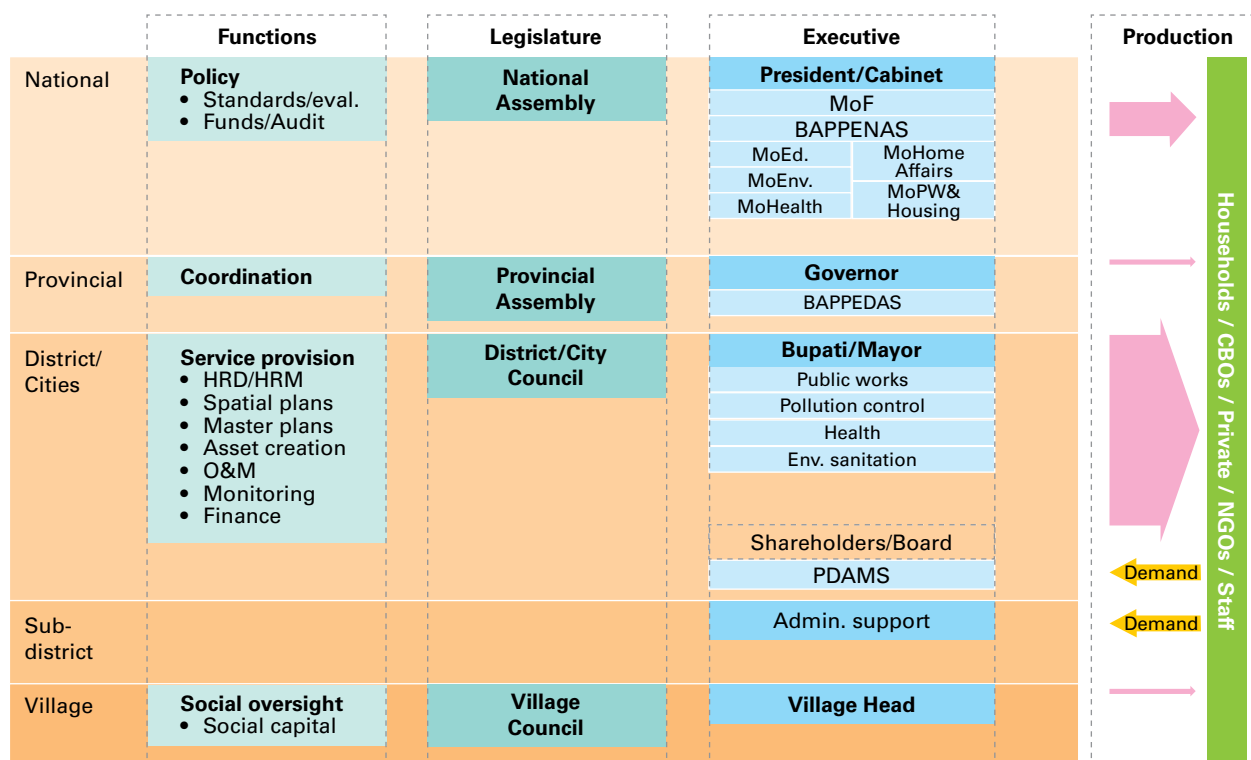 Functions
Legislature
Executive
Production
National
Policy
• Standards/eval.
• Funds/Audit
National
Assembly
President/Cabinet
MoF
BAPPENAS
MoEd.
MoEnv.
MoHealth
MoHome
Affairs
MoPW&
Housing
Provincial
Coordination
Provincial
Assembly
Governor
BAPPEDAS
District/
Cities
Service provision
• HRD/HRM
• Spatial plans
• Master plans
• Asset creation
• O&M
• Monitoring
• Finance
District/City
Council
Bupati/Mayor
Public works
Pollution control
Health
Env. sanitation
Shareholders/Board
PDAMS
Demand
Sub-
district
Admin. support
Demand
Village
Social oversight
• Social capital
Village
Council
Village Head
Households / CBOs / Private / NGOs / Staff